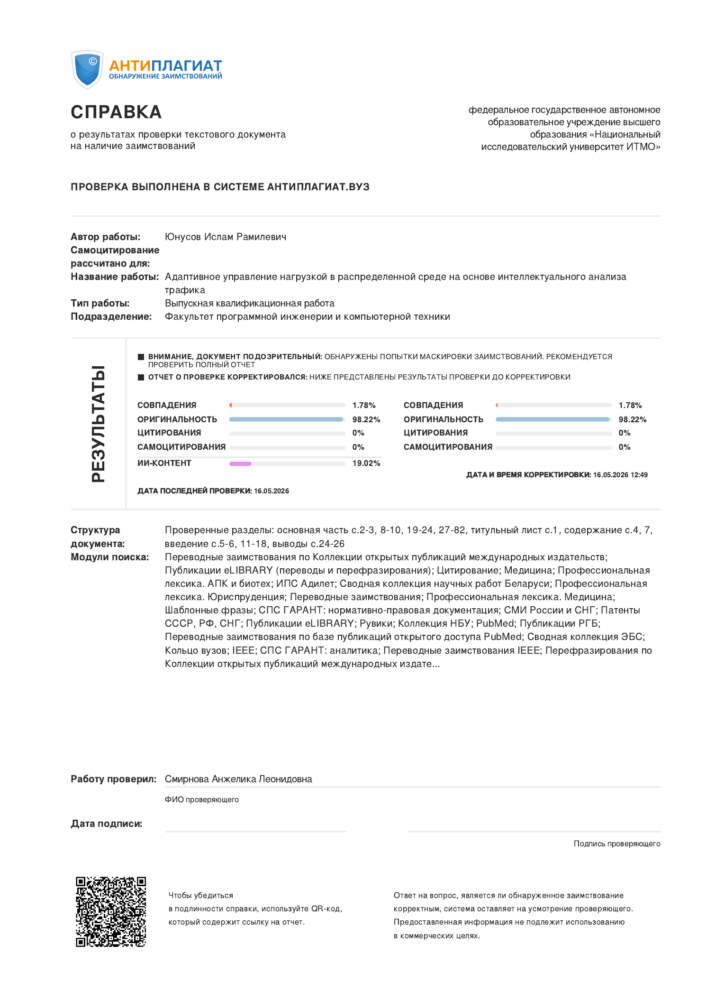 ©
АНТИПЛАГИАТ
ОБНАРУЖЕНИЕ ЗАИМСТВОВАНИЙ
СПРАВКА
о результатах проверки текстового документа
на наличие заимствований
федеральное государственное автономное
образовательное учреждение высшего
образования «Национальный
исследовательский университет ИТМО»
ПРОВЕРКА ВЫПОЛНЕНА В СИСТЕМЕ АНТИПЛАГИАТ.ВУЗ
Автор работы: Юнусов Ислам Рамилевич
Самоцитирование
рассчитано для:
Название работы: Адаптивное управление нагрузкой в распределенной среде на основе интеллектуального анализа
трафика
Тип работы: Выпускная квалификационная работа
Подразделение: Факультет программной инженерии и компьютерной техники
РЕЗУЛЬТАТЫ
ВНИМАНИЕ, ДОКУМЕНТ ПОДОЗРИТЕЛЬНЫЙ: ОБНАРУЖЕНЫ ПОПЫТКИ МАСКИРОВКИ ЗАИМСТВОВАНИЙ. РЕКОМЕНДУЕТСЯ
ПРОВЕРИТЬ ПОЛНЫЙ ОТЧЕТ
ОТЧЕТ О ПРОВЕРКЕ КОРРЕКТИРОВАЛСЯ: НИЖЕ ПРЕДСТАВЛЕНЫ РЕЗУЛЬТАТЫ ПРОВЕРКИ ДО КОРРЕКТИРОВКИ
СОВПАДЕНИЯ 1.78%
ОРИГИНАЛЬНОСТЬ 98.22%
ЦИТИРОВАНИЯ 0%
САМОЦИТИРОВАНИЯ 0%
ИИ-КОНТЕНТ 19.02%
ДАТА ПОСЛЕДНЕЙ ПРОВЕРКИ: 16.05.2026
СОВПАДЕНИЯ 1.78%
ОРИГИНАЛЬНОСТЬ 98.22%
ЦИТИРОВАНИЯ 0%
САМОЦИТИРОВАНИЯ 0%
ДАТА И ВРЕМЯ КОРРЕКТИРОВКИ: 16.05.2026 12:49
Структура документа: Проверенные разделы: основная часть с.2-3, 8-10, 19-24, 27-82, титульный лист с.1, содержание с.4, 7,
введение с.5-6, 11-18, выводы с.24-26
Модули поиска: Переводные заимствования по Коллекции открытых публикаций международных издательств;
Публикации eLIBRARY (переводы и перефразирования); Цитирование; Медицина; Профессиональная
лексика. АПК и биотех; ИПС Адилет; Сводная коллекция научных работ Беларуси; Профессиональная
лексика. Юриспруденция; Переводные заимствования; Профессиональная лексика. Медицина;
Шаблонные фразы; СПС ГАРАНТ: нормативно-правовая документация; СМИ России и СНГ; Патенты
СССР, РФ, СНГ; Публикации eLIBRARY; Рувики; Коллекция НБУ; PubMed; Публикации РГБ;
Переводные заимствования по базе публикаций открытого доступа PubMed; Сводная коллекция ЭБС;
Кольцо вузов; IEEE; СПС ГАРАНТ: аналитика; Переводные заимствования IEEE; Перефразирования по
Коллекции открытых публикаций международных издате...
Работу проверил: Смирнова Анжелика Леонидовна
ФИО проверяющего
Дата подписи:
Подпись проверяющего
Чтобы убедиться
в подлинности справки, используйте QR-код,
который содержит ссылку на отчет.
Ответ на вопрос, является ли обнаруженное заимствование
корректным, система оставляет на усмотрение проверяющего.
Предоставленная информация не подлежит использованию
в коммерческих целях.